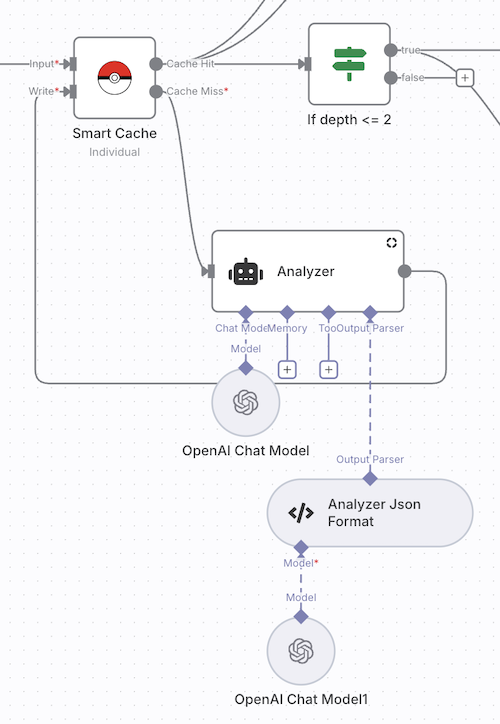 Input*
Write*
Cache Hit
Cache Miss*
Smart Cache
Individual
true
false
If depth <= 2
Analyzer
Chat Mode
Memory
Too
Output Parser
Model
OpenAI Chat Model
Output Parser
Analyzer Json
Format
Model*
Model
OpenAI Chat Model1